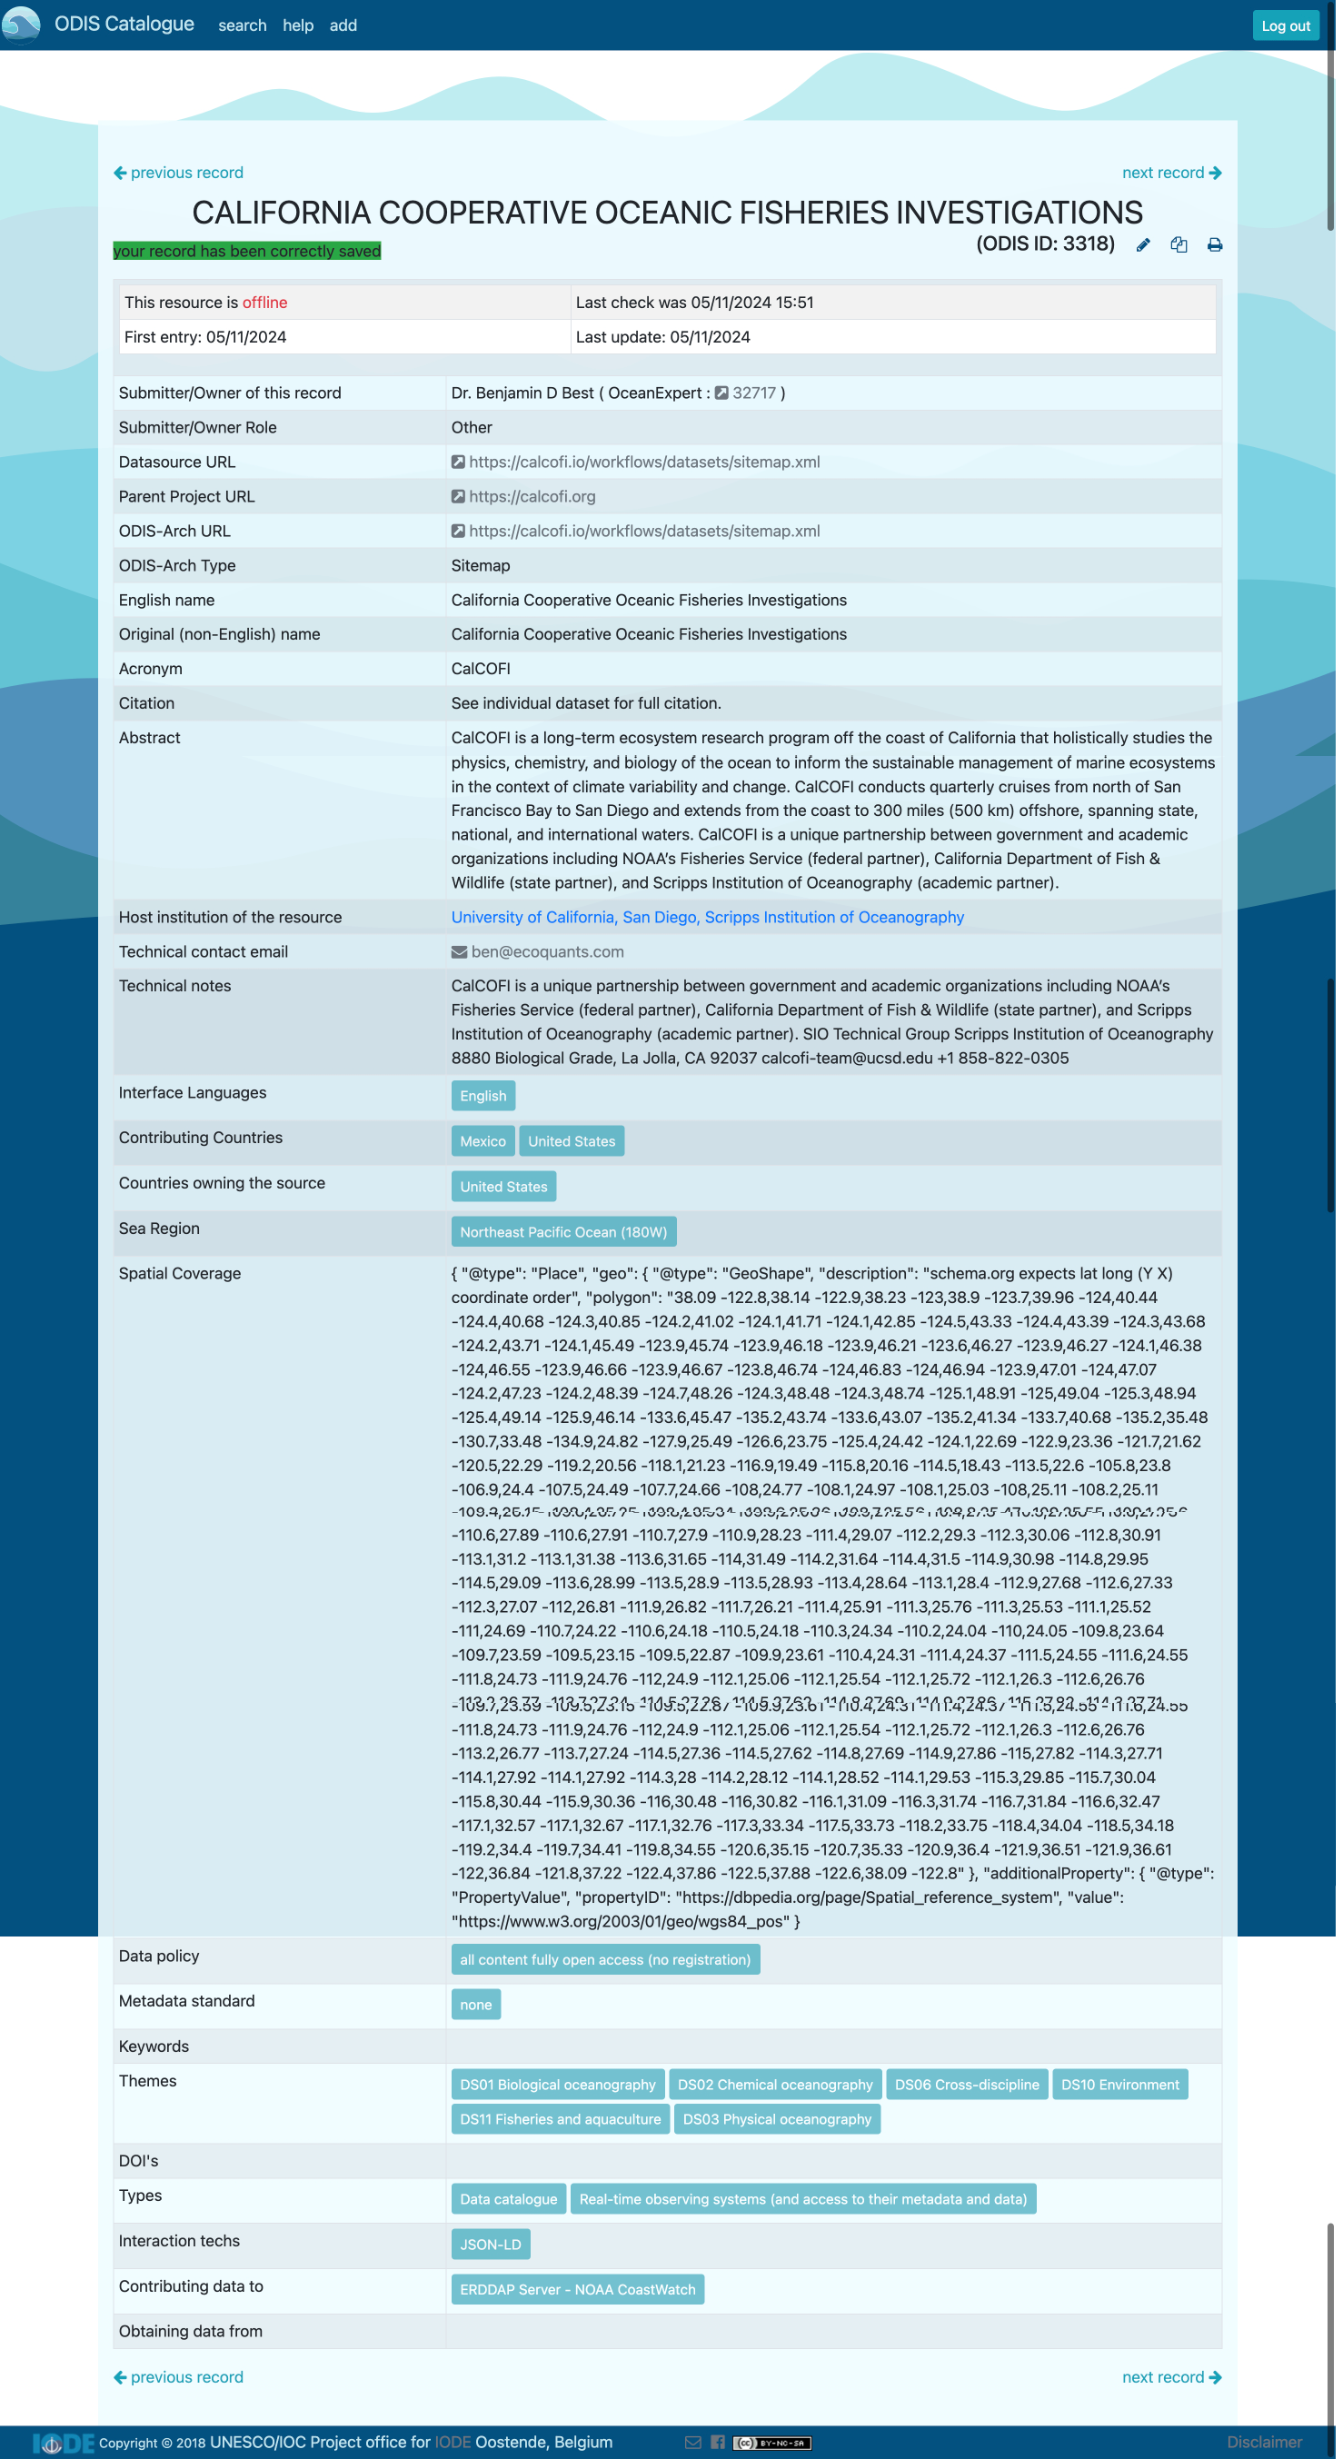 ODIS Catalogue search help add Log out
previous record next record
CALIFORNIA COOPERATIVE OCEANIC FISHERIES INVESTIGATIONS
(ODIS ID: 3318)
your record has been correctly saved
This resource is offline Last check was 05/11/2024 15:51
First entry: 05/11/2024 Last update: 05/11/2024
Submitter/Owner of this record Dr. Benjamin D Best ( OceanExpert : 32717 )
Submitter/Owner Role Other
Datasource URL https://calcofi.io/workflows/datasets/sitemap.xml
Parent Project URL https://calcofi.org
ODIS-Arch URL https://calcofi.io/workflows/datasets/sitemap.xml
ODIS-Arch Type Sitemap
English name California Cooperative Oceanic Fisheries Investigations
Original (non-English) name California Cooperative Oceanic Fisheries Investigations
Acronym CalCOFI
Citation See individual dataset for full citation.
Abstract CalCOFI is a long-term ecosystem research program off the coast of California that holistically studies the
physics, chemistry, and biology of the ocean to inform the sustainable management of marine ecosystems
in the context of climate variability and change. CalCOFI conducts quarterly cruises from north of San
Francisco Bay to San Diego and extends from the coast to 300 miles (500 km) offshore, spanning state,
national, and international waters. CalCOFI is a unique partnership between government and academic
organizations including NOAA's Fisheries Service (federal partner), California Department of Fish &
Wildlife (state partner), and Scripps Institution of Oceanography (academic partner).
Host institution of the resource University of California, San Diego, Scripps Institution of Oceanography
Technical contact email ben@ecoquants.com
Technical notes CalCOFI is a unique partnership between government and academic organizations including NOAA's
Fisheries Service (federal partner), California Department of Fish & Wildlife (state partner), and Scripps
Institution of Oceanography (academic partner). SIO Technical Group Scripps Institution of Oceanography
8880 Biological Grade, La Jolla, CA 92037 calcofi-team@ucsd.edu +1 858-822-0305
Interface Languages English
Contributing Countries Mexico United States
Countries owning the source United States
Sea Region Northeast Pacific Ocean (180W)
Spatial Coverage { "@type": "Place", "geo": { "@type": "GeoShape", "description": "schema.org expects lat long (Y X)
coordinate order", "polygon": "38.09 -122.8,38.14 -122.9,38.23 -123,38.9 -123.7,39.96 -124,40.44
-124.4,40.68 -124.3,40.85 -124.2,41.02 -124.1,41.71 -124.1,42.85 -124.5,43.33 -124.4,43.39 -124.3,43.68
-124.2,43.71 -124.1,45.49 -123.9,45.74 -123.9,46.18 -123.9,46.21 -123.6,46.27 -123.9,46.27 -124.1,46.38
-124,46.55 -123.9,46.66 -123.9,46.67 -123.8,46.74 -124,46.83 -124,46.94 -123.9,47.01 -124,47.07
-124.2,47.23 -124.2,48.39 -124.7,48.26 -124.3,48.48 -124.3,48.74 -125.1,48.91 -125,49.04 -125.3,48.94
-125.4,49.14 -125.9,46.14 -133.6,45.47 -135.2,43.74 -133.6,43.07 -135.2,41.34 -133.7,40.68 -135.2,35.48
-130.7,33.48 -134.9,24.82 -127.9,25.49 -126.6,23.75 -125.4,24.42 -124.1,22.69 -122.9,23.36 -121.7,21.62
-120.5,22.29 -119.2,20.56 -118.1,21.23 -116.9,19.49 -115.8,20.16 -114.5,18.43 -113.5,22.6 -105.8,23.8
-106.9,24.4 -107.5,24.49 -107.7,24.66 -108,24.77 -108.1,24.97 -108.1,25.03 -108,25.11 -108.2,25.11
-110.6,27.89 -110.6,27.91 -110.7,27.9 -110.9,28.23 -111.4,29.07 -112.2,29.3 -112.3,30.06 -112.8,30.91
-113.1,31.2 -113.1,31.38 -113.6,31.65 -114,31.49 -114.2,31.64 -114.4,31.5 -114.9,30.98 -114.8,29.95
-114.5,29.09 -113.6,28.99 -113.5,28.9 -113.5,28.93 -113.4,28.64 -113.1,28.4 -112.9,27.68 -112.6,27.33
-112.3,27.07 -112,26.81 -111.9,26.82 -111.7,26.21 -111.4,25.91 -111.3,25.76 -111.3,25.53 -111.1,25.52
-111,24.69 -110.7,24.22 -110.6,24.18 -110.5,24.18 -110.3,24.34 -110.2,24.04 -110,24.05 -109.8,23.64
-109.7,23.59 -109.5,23.15 -109.5,22.87 -109.9,23.61 -110.4,24.31 -111.4,24.37 -111.5,24.55 -111.6,24.55
-111.8,24.73 -111.9,24.76 -112,24.9 -112.1,25.06 -112.1,25.54 -112.1,25.72 -112.1,26.3 -112.6,26.76
-111.8,24.73 -111.9,24.76 -112,24.9 -112.1,25.06 -112.1,25.54 -112.1,25.72 -112.1,26.3 -112.6,26.76
-113.2,26.77 -113.7,27.24 -114.5,27.36 -114.5,27.62 -114.8,27.69 -114.9,27.86 -115,27.82 -114.3,27.71
-114.1,27.92 -114.1,27.92 -114.3,28 -114.2,28.12 -114.1,28.52 -114.1,29.53 -115.3,29.85 -115.7,30.04
-115.8,30.44 -115.9,30.36 -116,30.48 -116,30.82 -116.1,31.09 -116.3,31.74 -116.7,31.84 -116.6,32.47
-117.1,32.57 -117.1,32.67 -117.1,32.76 -117.3,33.34 -117.5,33.73 -118.2,33.75 -118.4,34.04 -118.5,34.18
-119.2,34.4 -119.7,34.41 -119.8,34.55 -120.6,35.15 -120.7,35.33 -120.9,36.4 -121.9,36.51 -121.9,36.61
-122,36.84 -121.8,37.22 -122.4,37.86 -122.5,37.88 -122.6,38.09 -122.8" }, "additionalProperty": { "@type":
"PropertyValue", "propertyID": "https://dbpedia.org/page/Spatial_reference_system", "value":
"https://www.w3.org/2003/01/geo/wgs84_pos" }
Data policy all content fully open access (no registration)
Metadata standard none
Keywords
Themes DS01 Biological oceanography DS02 Chemical oceanography DS06 Cross-discipline DS10 Environment
DS11 Fisheries and aquaculture DS03 Physical oceanography
DOI's
Types Data catalogue Real-time observing systems (and access to their metadata and data)
Interaction techs JSON-LD
Contributing data to ERDDAP Server - NOAA CoastWatch
Obtaining data from
previous record next record
IODE Copyright © 2018 UNESCO/IOC Project office for IODE Oostende, Belgium (cc) BY-NC-SA Disclaimer